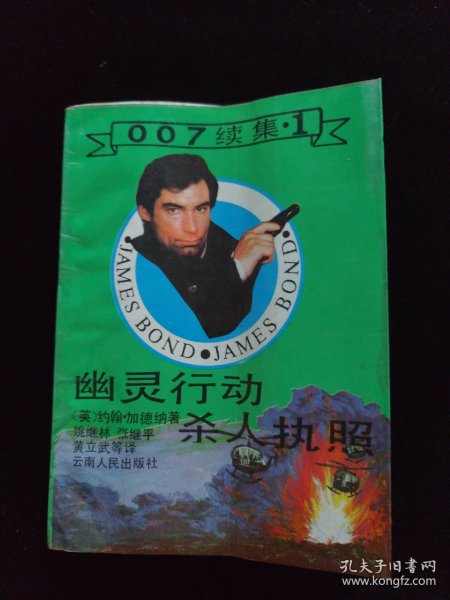 007续集·1
JAMES BOND•JAMES BOND•
幽灵行动
(英)约翰·加德纳著
杀人执照
姚继林 张继平
黄立武等译
云南人民出版社
孔夫子旧书网
www.kongfz.com